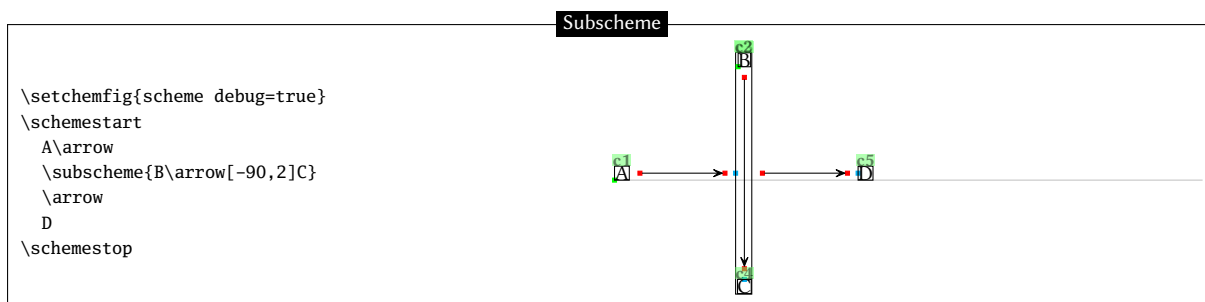 Subscheme
\setchemfig{scheme debug=true}
\schemestart
A\arrow
\subscheme{B\arrow[-90,2]C}
\arrow
D
\schemestop
c2
B
c1
A
c5
D
c4
C